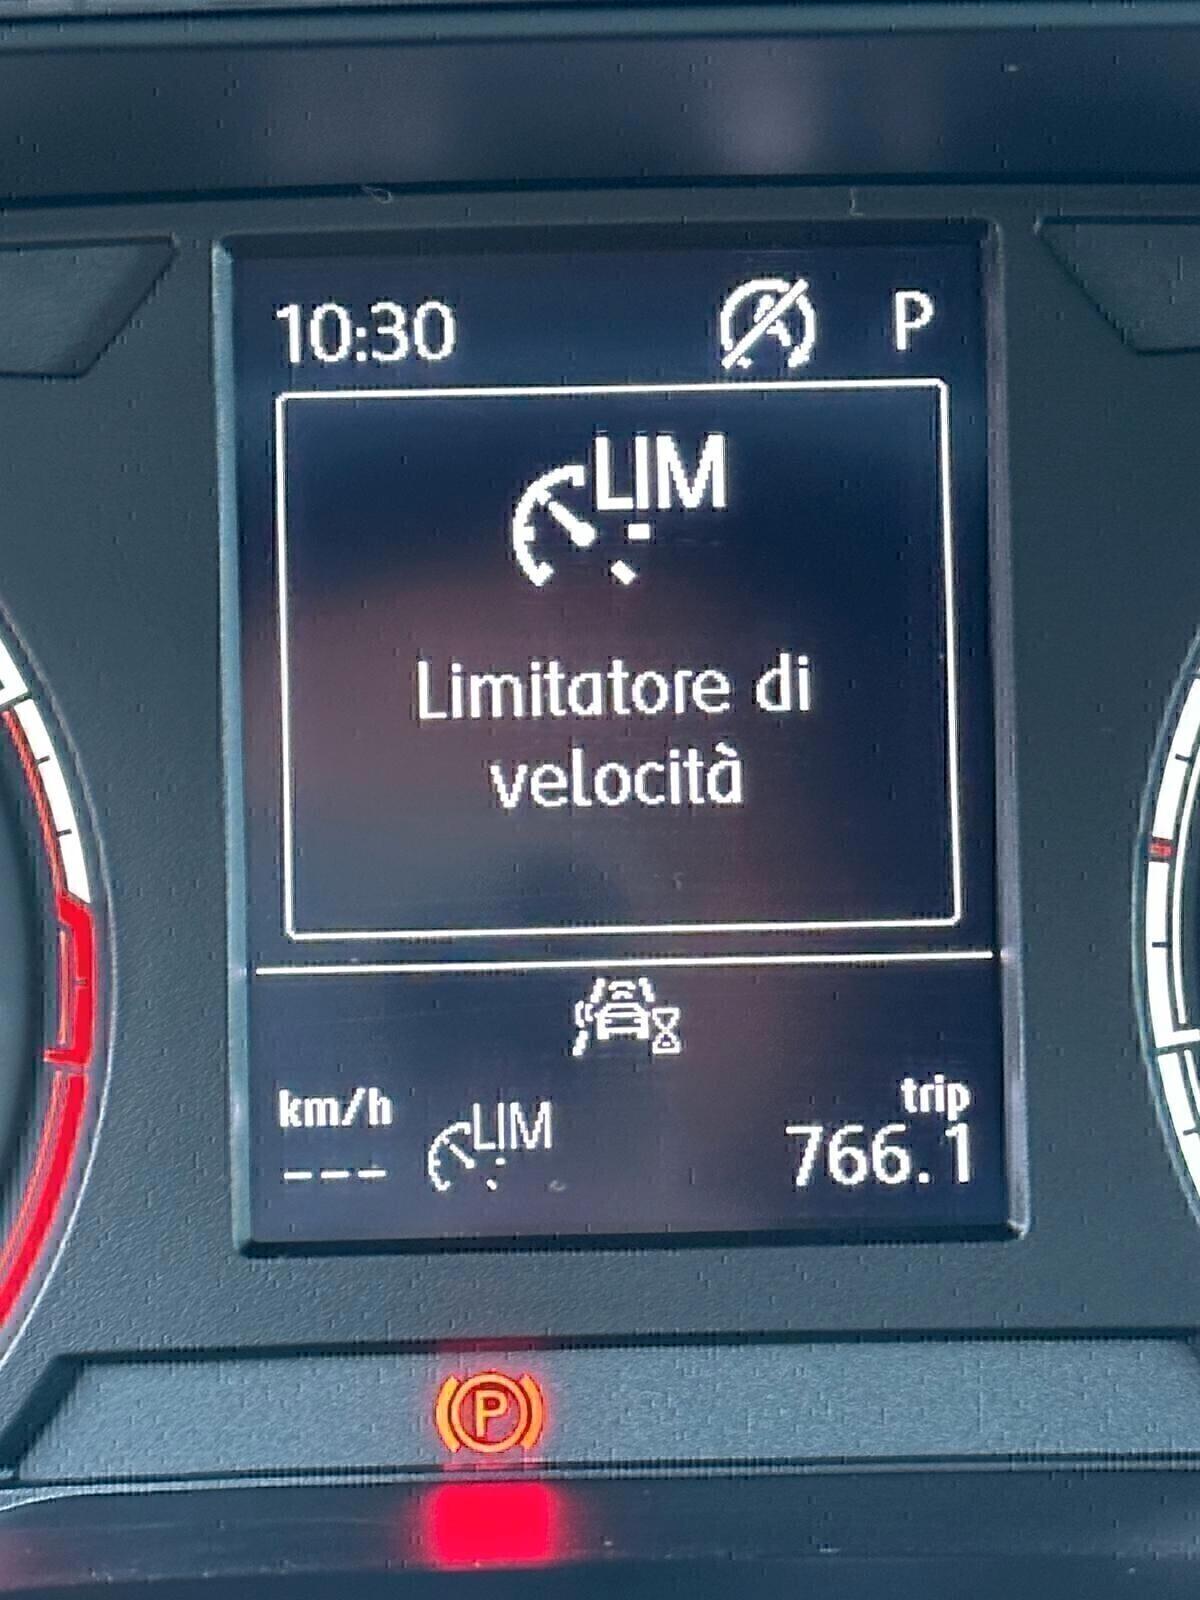 10:30 P
LIM
Limitatore di
velocità
km/h
--- LIM
trip
766.1
P